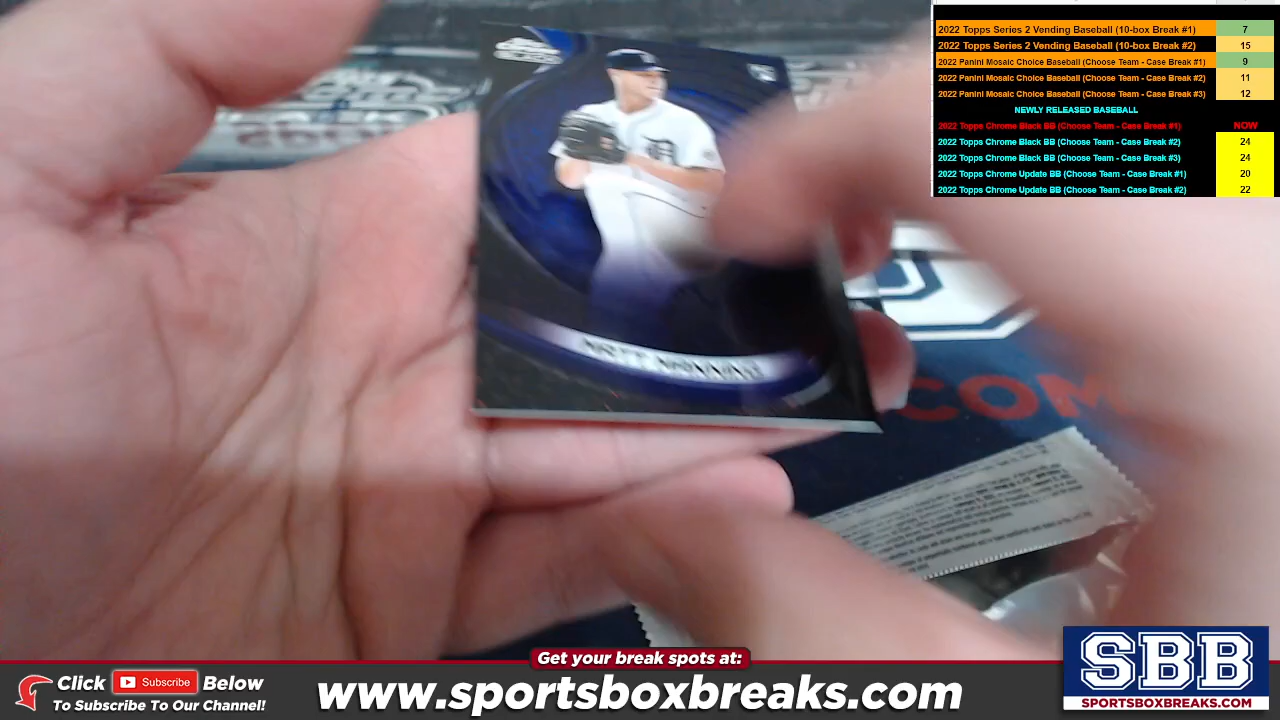 2022 Topps Series 2 Vending Baseball (10-box Break #1) 7
2022 Topps Series 2 Vending Baseball (10-box Break #2) 15
2022 Panini Mosaic Choice Baseball (Choose Team - Case Break #1) 9
2022 Panini Mosaic Choice Baseball (Choose Team - Case Break #2) 11
2022 Panini Mosaic Choice Baseball (Choose Team - Case Break #3) 12
NEWLY RELEASED BASEBALL
2022 Topps Chrome Black BB (Choose Team - Case Break #1) NOW
2022 Topps Chrome Black BB (Choose Team - Case Break #2) 24
2022 Topps Chrome Black BB (Choose Team - Case Break #3) 24
2022 Topps Chrome Update BB (Choose Team - Case Break #1) 20
2022 Topps Chrome Update BB (Choose Team - Case Break #2) 22
MATT MANNING
COM
Get your break spots at:
Click Subscribe Below
To Subscribe To Our Channel!
www.sportsboxbreaks.com
SBB
SPORTSBOXBREAKS.COM